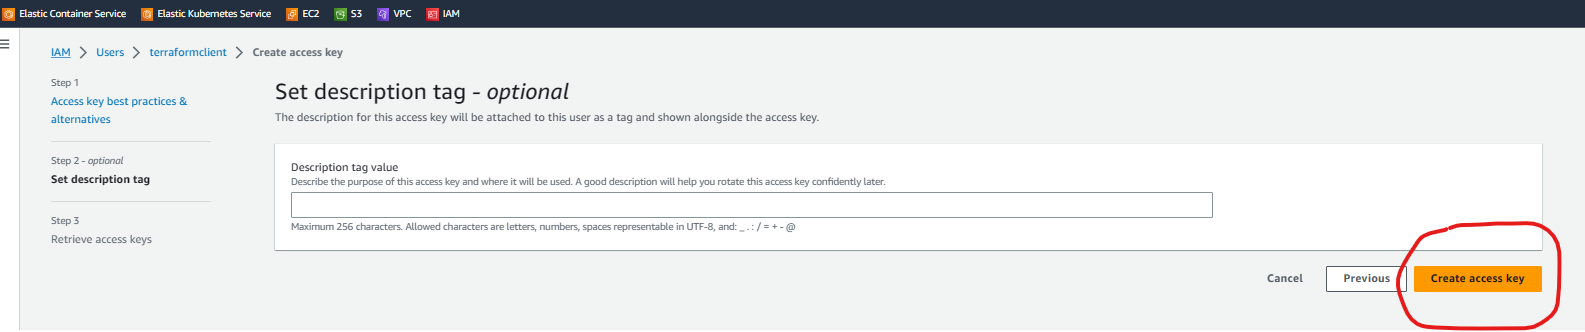 Elastic Container Service Elastic Kubernetes Service EC2 S3 VPC IAM
IAM > Users > terraformclient > Create access key
Step 1
Access key best practices &
alternatives
Step 2 - optional
Set description tag
Step 3
Retrieve access keys
Set description tag - optional
The description for this access key will be attached to this user as a tag and shown alongside the access key.
Description tag value
Describe the purpose of this access key and where it will be used. A good description will help you rotate this access key confidently later.
Maximum 256 characters. Allowed characters are letters, numbers, spaces representable in UTF-8, and: _ . : / = + - @
Cancel Previous Create access key